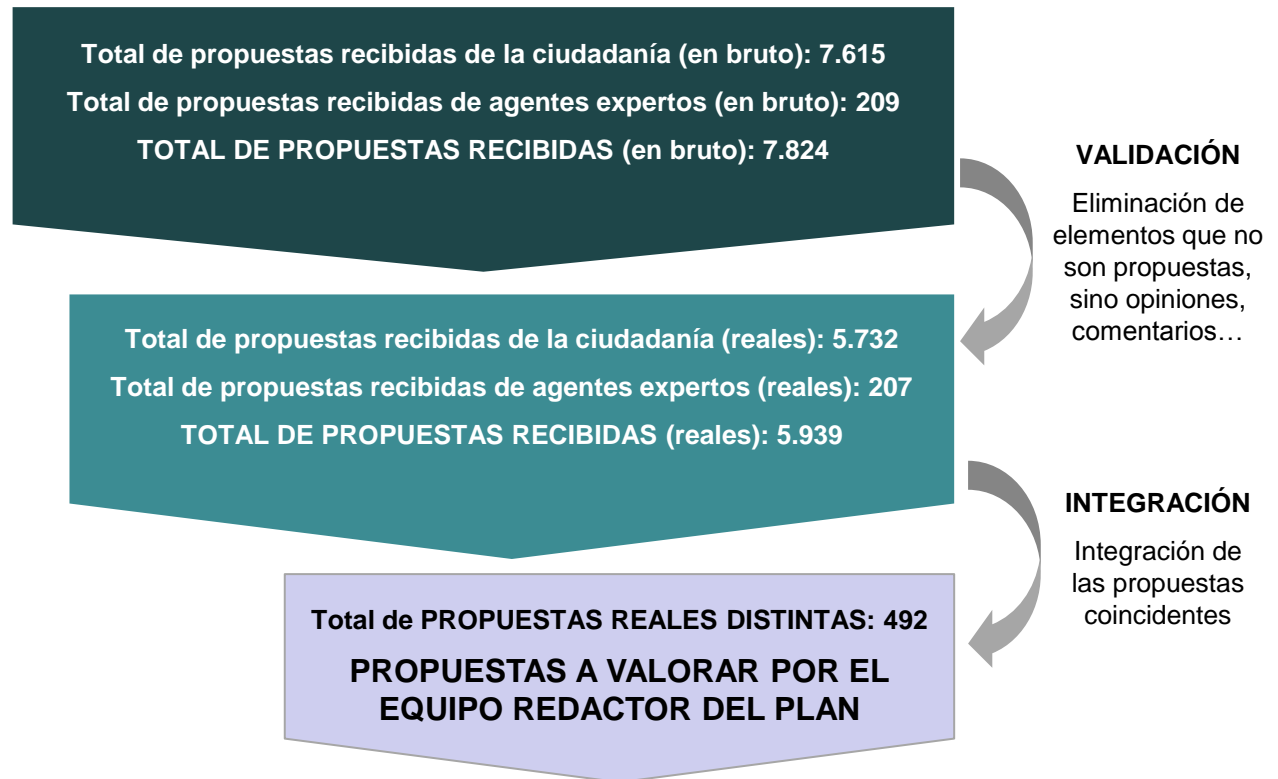 Total de propuestas recibidas de la ciudadanía (en bruto): 7.615
Total de propuestas recibidas de agentes expertos (en bruto): 209
TOTAL DE PROPUESTAS RECIBIDAS (en bruto): 7.824
VALIDACIÓN
Eliminación de
elementos que no
son propuestas,
sino opiniones,
comentarios…
Total de propuestas recibidas de la ciudadanía (reales): 5.732
Total de propuestas recibidas de agentes expertos (reales): 207
TOTAL DE PROPUESTAS RECIBIDAS (reales): 5.939
INTEGRACIÓN
Integración de
las propuestas
coincidentes
Total de PROPUESTAS REALES DISTINTAS: 492
PROPUESTAS A VALORAR POR EL
EQUIPO REDACTOR DEL PLAN